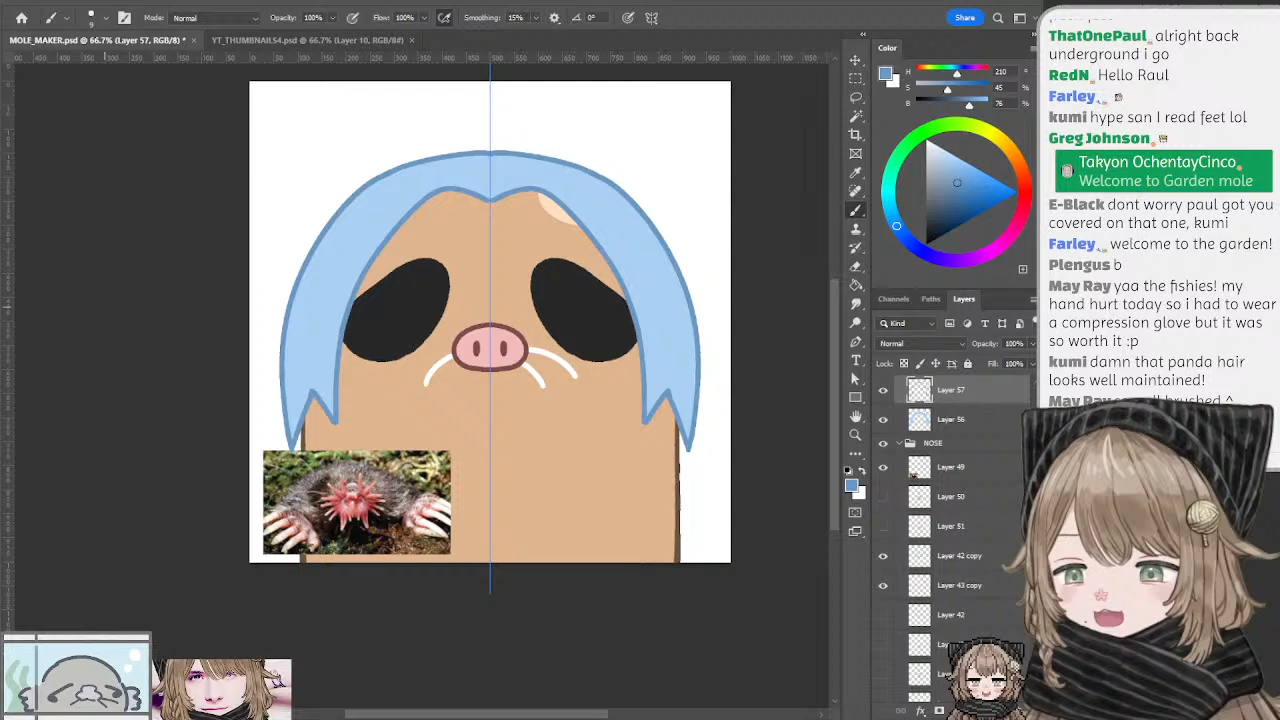 Mode: Normal Opacity: 100% Flow: 100% Smoothing: 15% 0° Share
9
MOLE_MAKER.psd @ 66.7% (Layer 57, RGB/8) * × YT_THUMBNAILS4.psd @ 66.7% (Layer 10, RGB/8#) ×
Color
H 210 °
S 45 %
B 76 %
Channels Paths Layers
Kind
Normal Opacity: 100%
Lock: Fill: 100%
Layer 57
Layer 56
NOSE
Layer 49
Layer 50
Layer 51
Layer 42 copy
Layer 43 copy
Layer 42
fx
ThatOnePaul alright back
underground i go
RedN Hello Raul
Farley
kumi hype san I read feet lol
Greg Johnson
Takyon OchentayCinco
Welcome to Garden mole
E-Black dont worry paul got you
covered on that one, kumi
Farley welcome to the garden!
Plengus b
May Ray yaa the fishies! my
hand hurt today so i had to wear
a compression glove but it was
so worth it :p
kumi damn that panda hair
looks well maintained!